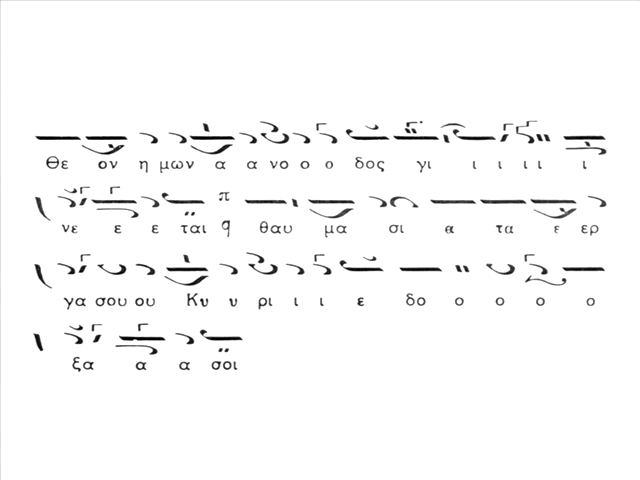 Θε ον η μων α α νο ο ο δος γι ι ι ι ι ι
νε ε ε ται π q θαυ μα σι α τα ε ερ
γα σου ου Κυ υ ρι ι ι ε δο ο ο ο ο
ξα α α σοι